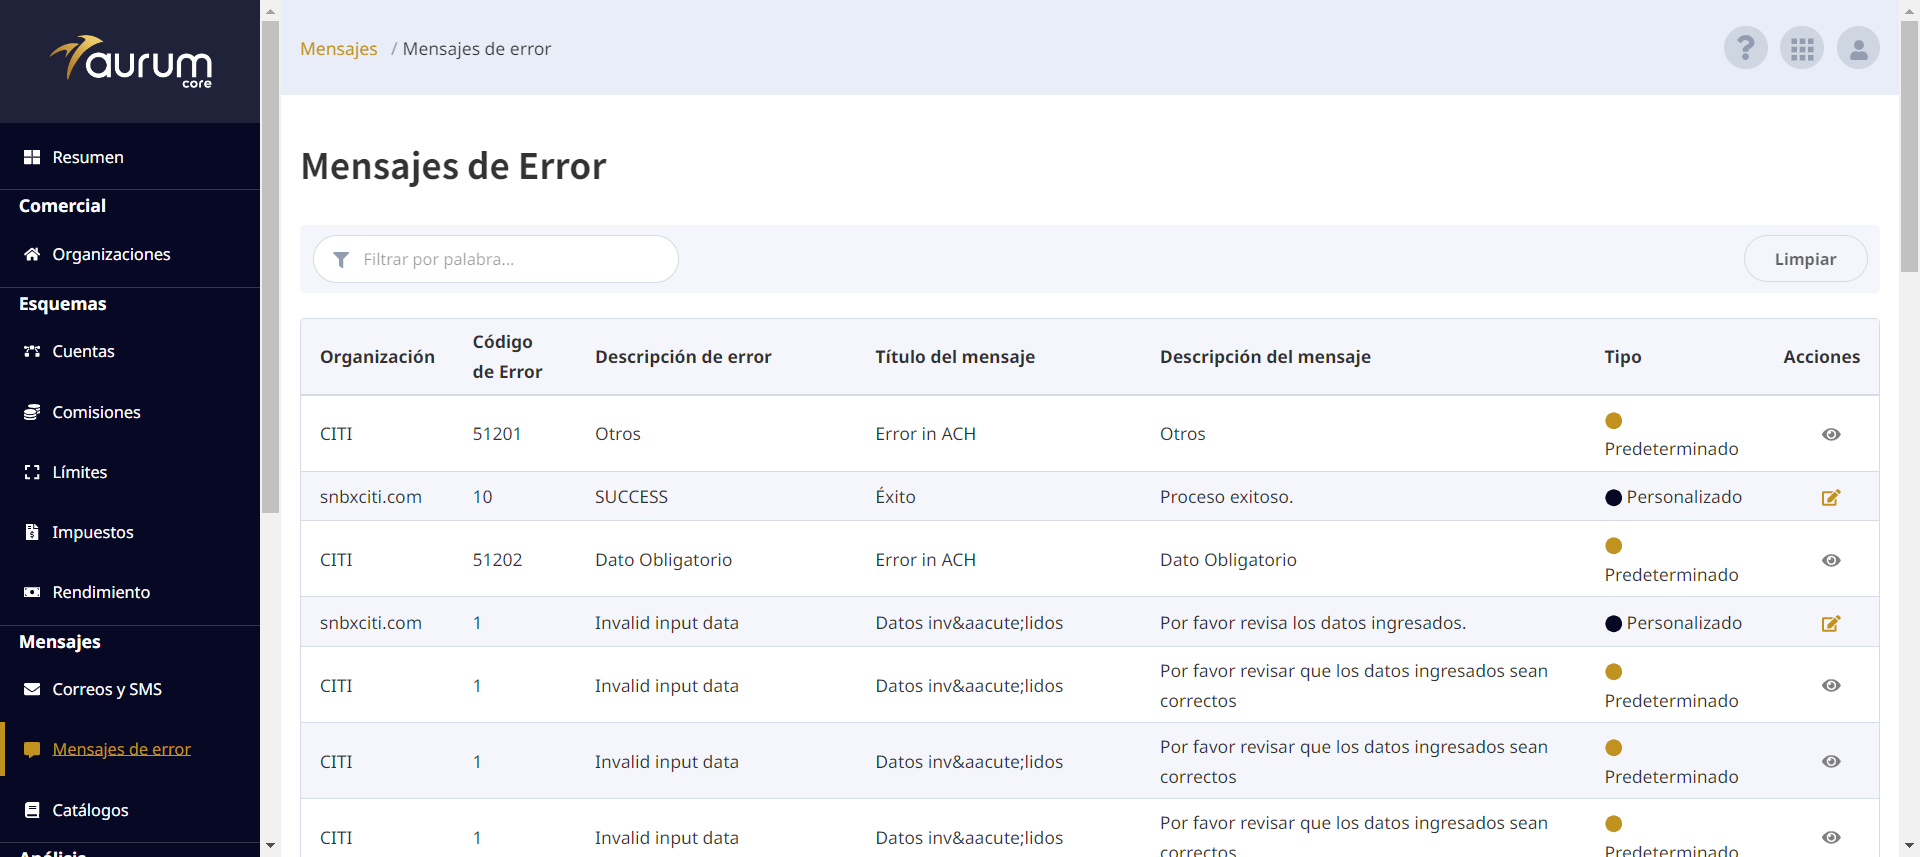 aurum
core
Resumen
Comercial
Organizaciones
Esquemas
Cuentas
Comisiones
Límites
Impuestos
Rendimiento
Mensajes
Correos y SMS
Mensajes de error
Catálogos
Análisis
Mensajes / Mensajes de error
?
Mensajes de Error
Filtrar por palabra...
Limpiar
Organización Código de Error Descripción de error Título del mensaje Descripción del mensaje Tipo Acciones
CITI 51201 Otros Error in ACH Otros Predeterminado
snbxciti.com 10 SUCCESS Éxito Proceso exitoso. Personalizado
CITI 51202 Dato Obligatorio Error in ACH Dato Obligatorio Predeterminado
snbxciti.com 1 Invalid input data Datos inv&aacute;lidos Por favor revisa los datos ingresados. Personalizado
CITI 1 Invalid input data Datos inv&aacute;lidos Por favor revisar que los datos ingresados sean correctos Predeterminado
CITI 1 Invalid input data Datos inv&aacute;lidos Por favor revisar que los datos ingresados sean correctos Predeterminado
CITI 1 Invalid input data Datos inv&aacute;lidos Por favor revisar que los datos ingresados sean correctos Predeterminado